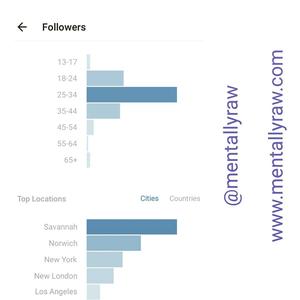 Followers
13-17
18-24
25-34
35-44
45-54
55-64
65+
Top Locations
Cities
Countries
Savannah
Norwich
New York
New London
Los Angeles
@mentallyraw
www.mentallyraw.com